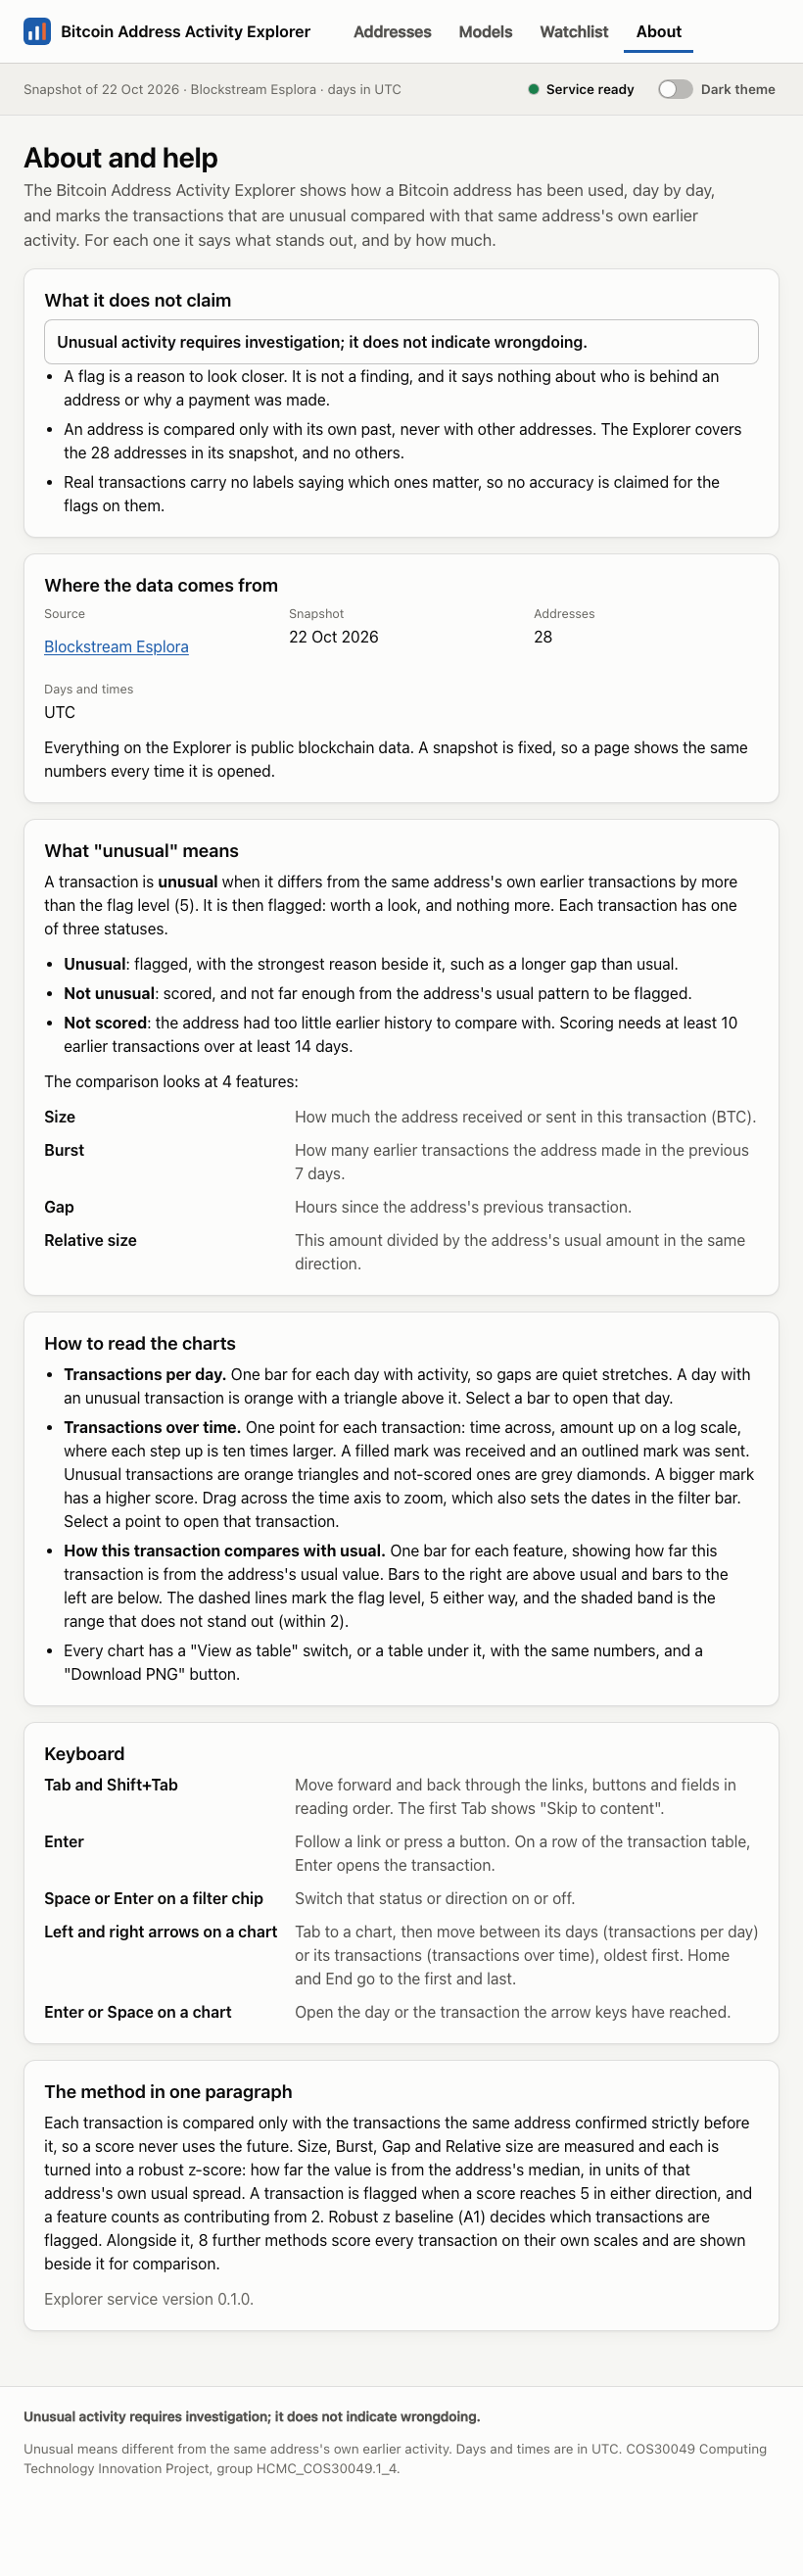 Bitcoin Address Activity Explorer
Addresses
Models
Watchlist
About
Snapshot of 22 Oct 2026 · Blockstream Esplora · days in UTC
Service ready
Dark theme
About and help
The Bitcoin Address Activity Explorer shows how a Bitcoin address has been used, day by day,
and marks the transactions that are unusual compared with that same address's own earlier
activity. For each one it says what stands out, and by how much.
What it does not claim
Unusual activity requires investigation; it does not indicate wrongdoing.
• A flag is a reason to look closer. It is not a finding, and it says nothing about who is behind an
address or why a payment was made.
• An address is compared only with its own past, never with other addresses. The Explorer covers
the 28 addresses in its snapshot, and no others.
• Real transactions carry no labels saying which ones matter, so no accuracy is claimed for the
flags on them.
Where the data comes from
Source
Blockstream Esplora
Snapshot
22 Oct 2026
Addresses
28
Days and times
UTC
Everything on the Explorer is public blockchain data. A snapshot is fixed, so a page shows the same
numbers every time it is opened.
What "unusual" means
A transaction is unusual when it differs from the same address's own earlier transactions by more
than the flag level (5). It is then flagged: worth a look, and nothing more. Each transaction has one
of three statuses.
• Unusual: flagged, with the strongest reason beside it, such as a longer gap than usual.
• Not unusual: scored, and not far enough from the address's usual pattern to be flagged.
• Not scored: the address had too little earlier history to compare with. Scoring needs at least 10
earlier transactions over at least 14 days.
The comparison looks at 4 features:
Size
How much the address received or sent in this transaction (BTC).
Burst
How many earlier transactions the address made in the previous
7 days.
Gap
Hours since the address's previous transaction.
Relative size
This amount divided by the address's usual amount in the same
direction.
How to read the charts
• Transactions per day. One bar for each day with activity, so gaps are quiet stretches. A day with
an unusual transaction is orange with a triangle above it. Select a bar to open that day.
• Transactions over time. One point for each transaction: time across, amount up on a log scale,
where each step up is ten times larger. A filled mark was received and an outlined mark was sent.
Unusual transactions are orange triangles and not-scored ones are grey diamonds. A bigger mark
has a higher score. Drag across the time axis to zoom, which also sets the dates in the filter bar.
Select a point to open that transaction.
• How this transaction compares with usual. One bar for each feature, showing how far this
transaction is from the address's usual value. Bars to the right are above usual and bars to the
left are below. The dashed lines mark the flag level, 5 either way, and the shaded band is the
range that does not stand out (within 2).
• Every chart has a "View as table" switch, or a table under it, with the same numbers, and a
"Download PNG" button.
Keyboard
Tab and Shift+Tab
Move forward and back through the links, buttons and fields in
reading order. The first Tab shows "Skip to content".
Enter
Follow a link or press a button. On a row of the transaction table,
Enter opens the transaction.
Space or Enter on a filter chip
Switch that status or direction on or off.
Left and right arrows on a chart
Tab to a chart, then move between its days (transactions per day)
or its transactions (transactions over time), oldest first. Home
and End go to the first and last.
Enter or Space on a chart
Open the day or the transaction the arrow keys have reached.
The method in one paragraph
Each transaction is compared only with the transactions the same address confirmed strictly before
it, so a score never uses the future. Size, Burst, Gap and Relative size are measured and each is
turned into a robust z-score: how far the value is from the address's median, in units of that
address's own usual spread. A transaction is flagged when a score reaches 5 in either direction, and
a feature counts as contributing from 2. Robust z baseline (A1) decides which transactions are
flagged. Alongside it, 8 further methods score every transaction on their own scales and are shown
beside it for comparison.
Explorer service version 0.1.0.
Unusual activity requires investigation; it does not indicate wrongdoing.
Unusual means different from the same address's own earlier activity. Days and times are in UTC. COS30049 Computing
Technology Innovation Project, group HCMC_COS30049.1_4.